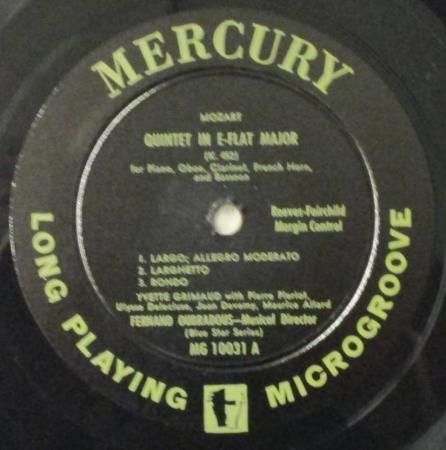 MERCURY
MOZART
QUINTET IN E-FLAT MAJOR
(K. 452)
for Piano, Oboe, Clarinet, French Horn,
and Bassoon
Reeves-Fairchild
Margin Control
1. LARGO; ALLEGRO MODERATO
2. LARGHETTO
3. RONDO
YVETTE GRIMAUD with Pierre Pierlot,
Ulysse Delecluse, Jean Devemy, Maurice Allard
FERNAND OUBRADOUS—Musical Director
(Blue Star Series)
MG 10031 A
LONG PLAYING MICROGROOVE